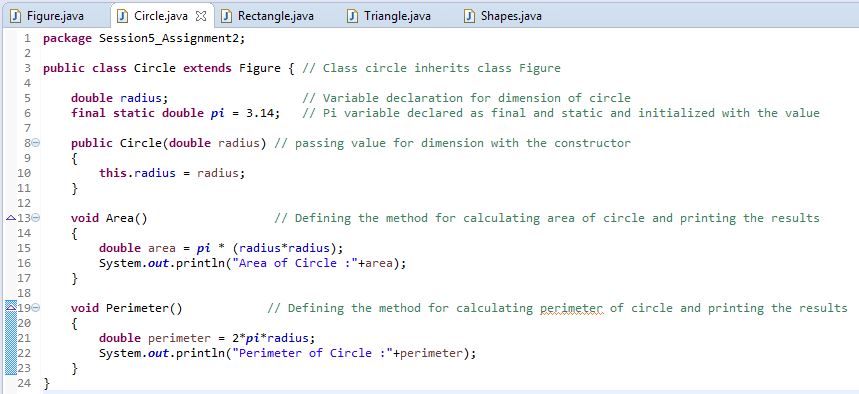 Figure.java Circle.java Rectangle.java Triangle.java Shapes.java
1 package Session5_Assignment2;
2
3 public class Circle extends Figure { // Class circle inherits class Figure
4
5 double radius; // Variable declaration for dimension of circle
6 final static double pi = 3.14; // Pi variable declared as final and static and initialized with the value
7
8 public Circle(double radius) // passing value for dimension with the constructor
9 {
10 this.radius = radius;
11 }
12
13 void Area() // Defining the method for calculating area of circle and printing the results
14 {
15 double area = pi * (radius*radius);
16 System.out.println("Area of Circle :"+area);
17 }
18
19 void Perimeter() // Defining the method for calculating perimeter of circle and printing the results
20 {
21 double perimeter = 2*pi*radius;
22 System.out.println("Perimeter of Circle :"+perimeter);
23 }
24 }